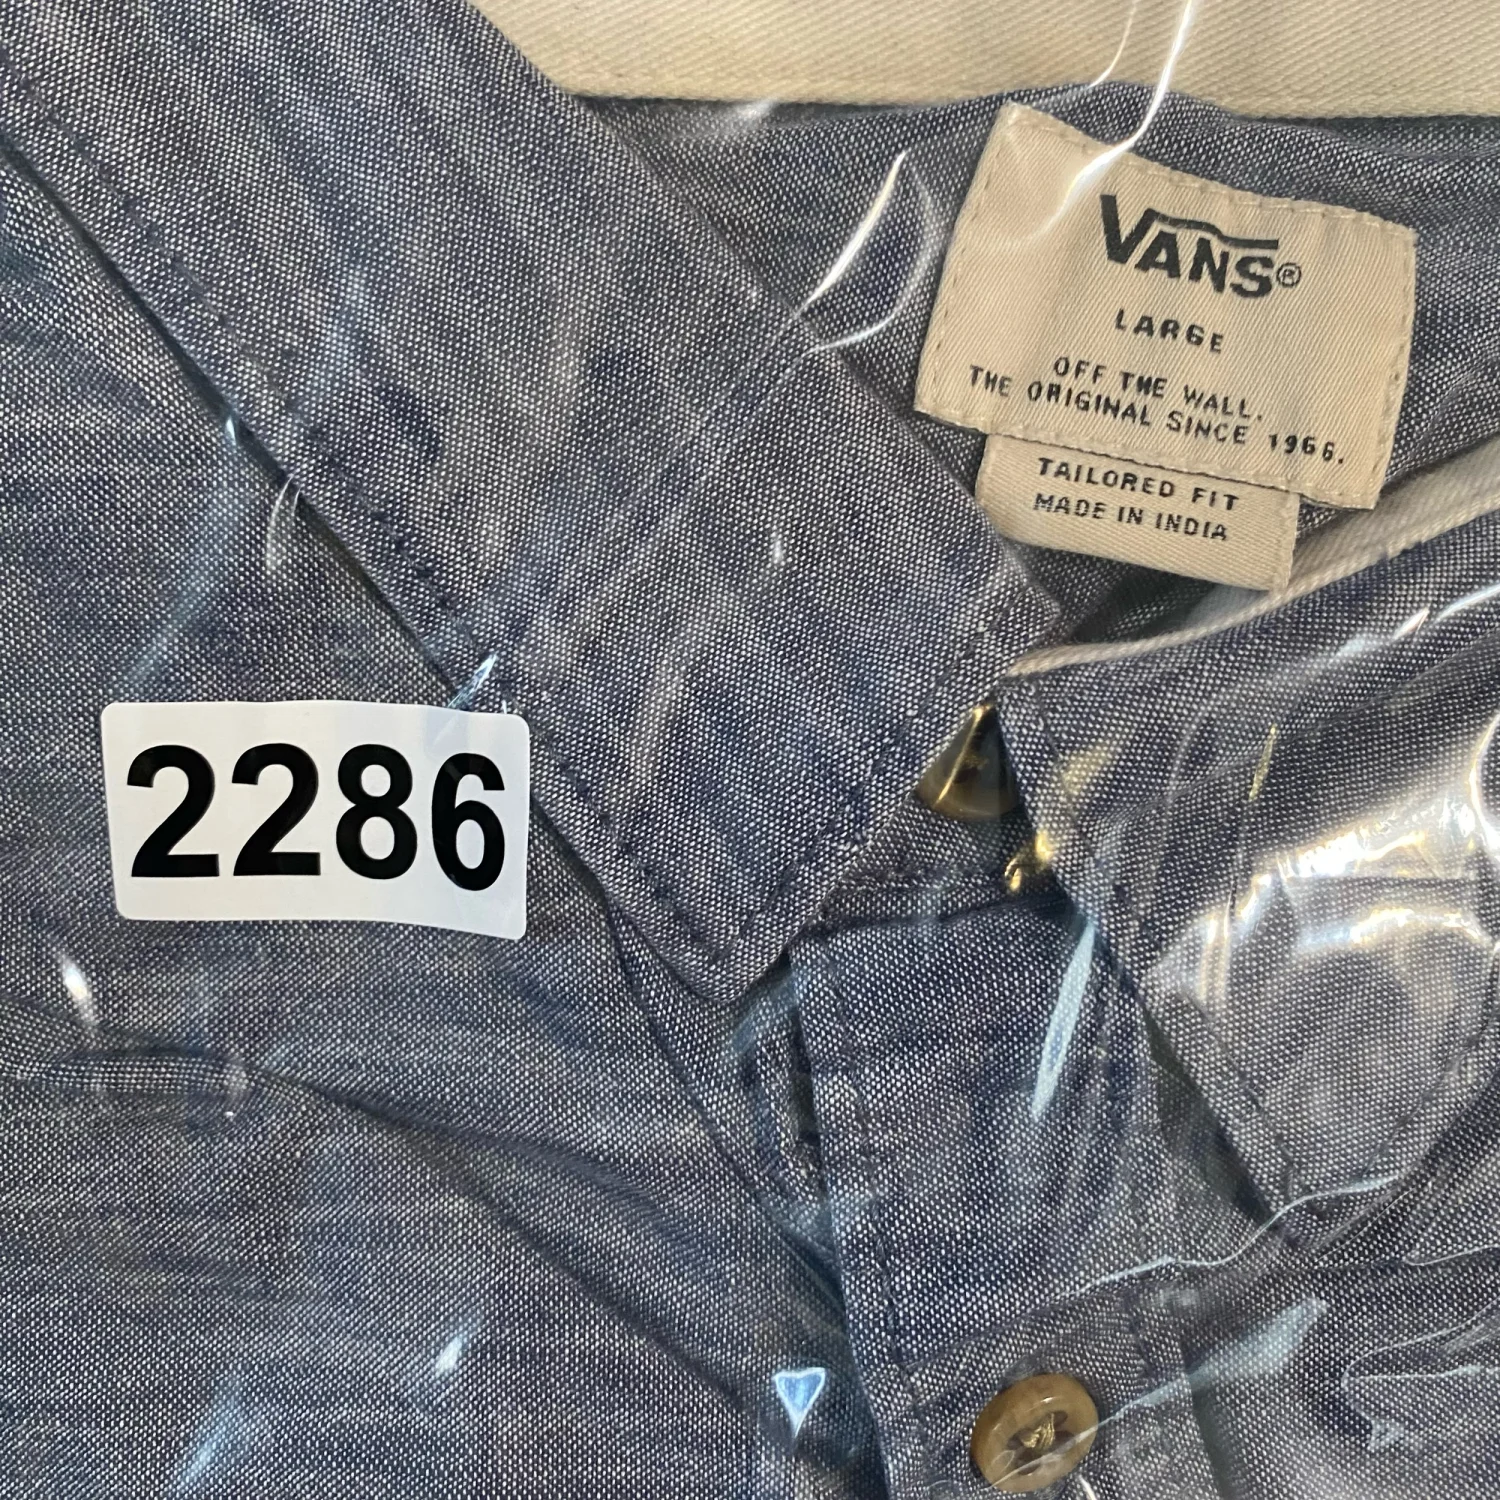 VANS®
LARGE
OFF THE WALL.
THE ORIGINAL SINCE 1966.
TAILORED FIT
MADE IN INDIA
2286